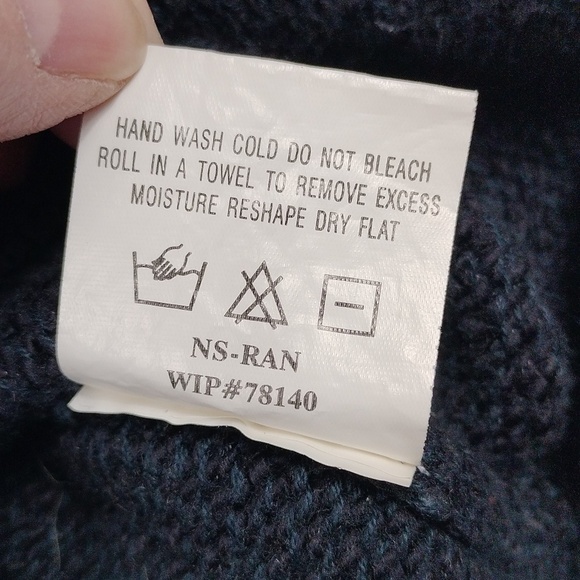 HAND WASH COLD DO NOT BLEACH
ROLL IN A TOWEL TO REMOVE EXCESS
MOISTURE RESHAPE DRY FLAT
NS-RAN
WIP#78140